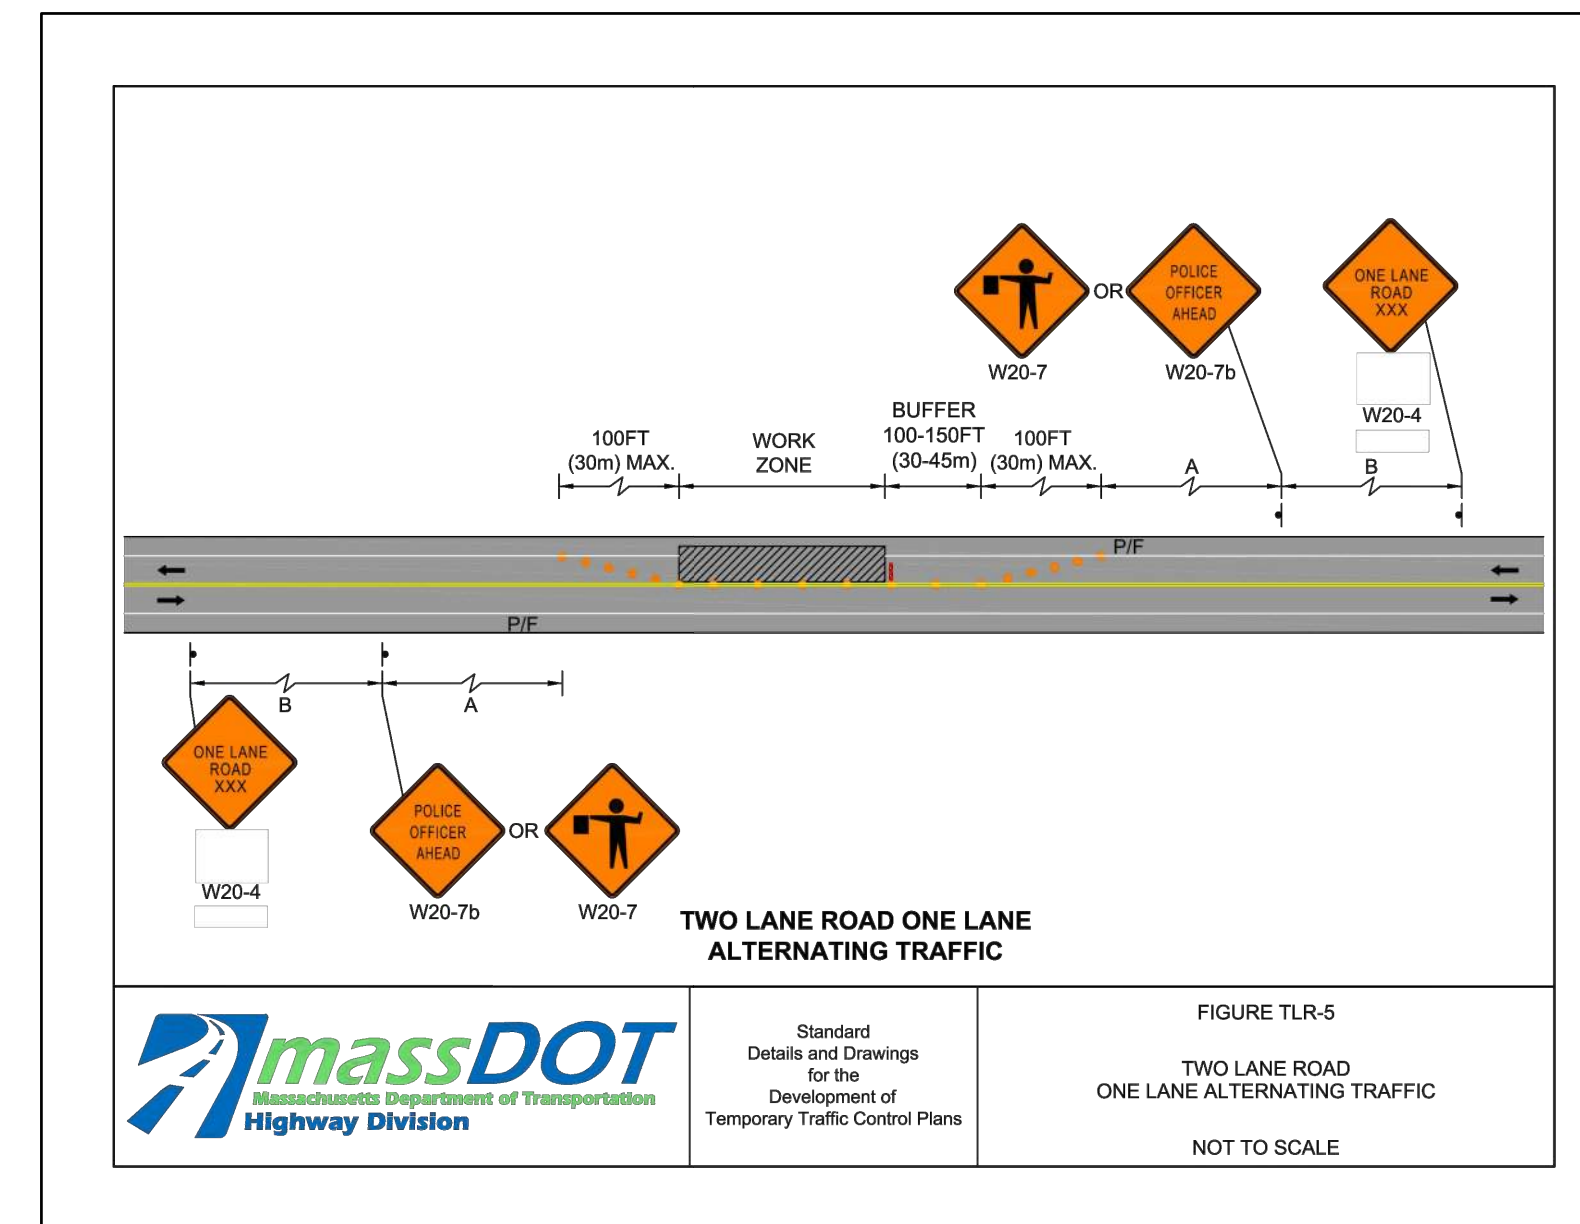 POLICE
OFFICER
AHEAD
ONE LANE
ROAD
XXX
OR
W20-7
W20-7b
W20-4
100FT
(30m) MAX.
WORK
ZONE
BUFFER
100-150FT
(30-45m)
100FT
(30m) MAX.
A
B
P/F
P/F
B
A
ONE LANE
ROAD
XXX
W20-4
POLICE
OFFICER
AHEAD
OR
W20-7b
W20-7
TWO LANE ROAD ONE LANE
ALTERNATING TRAFFIC
massDOT
Massachusetts Department of Transportation
Highway Division
Standard
Details and Drawings
for the
Development of
Temporary Traffic Control Plans
FIGURE TLR-5
TWO LANE ROAD
ONE LANE ALTERNATING TRAFFIC
NOT TO SCALE